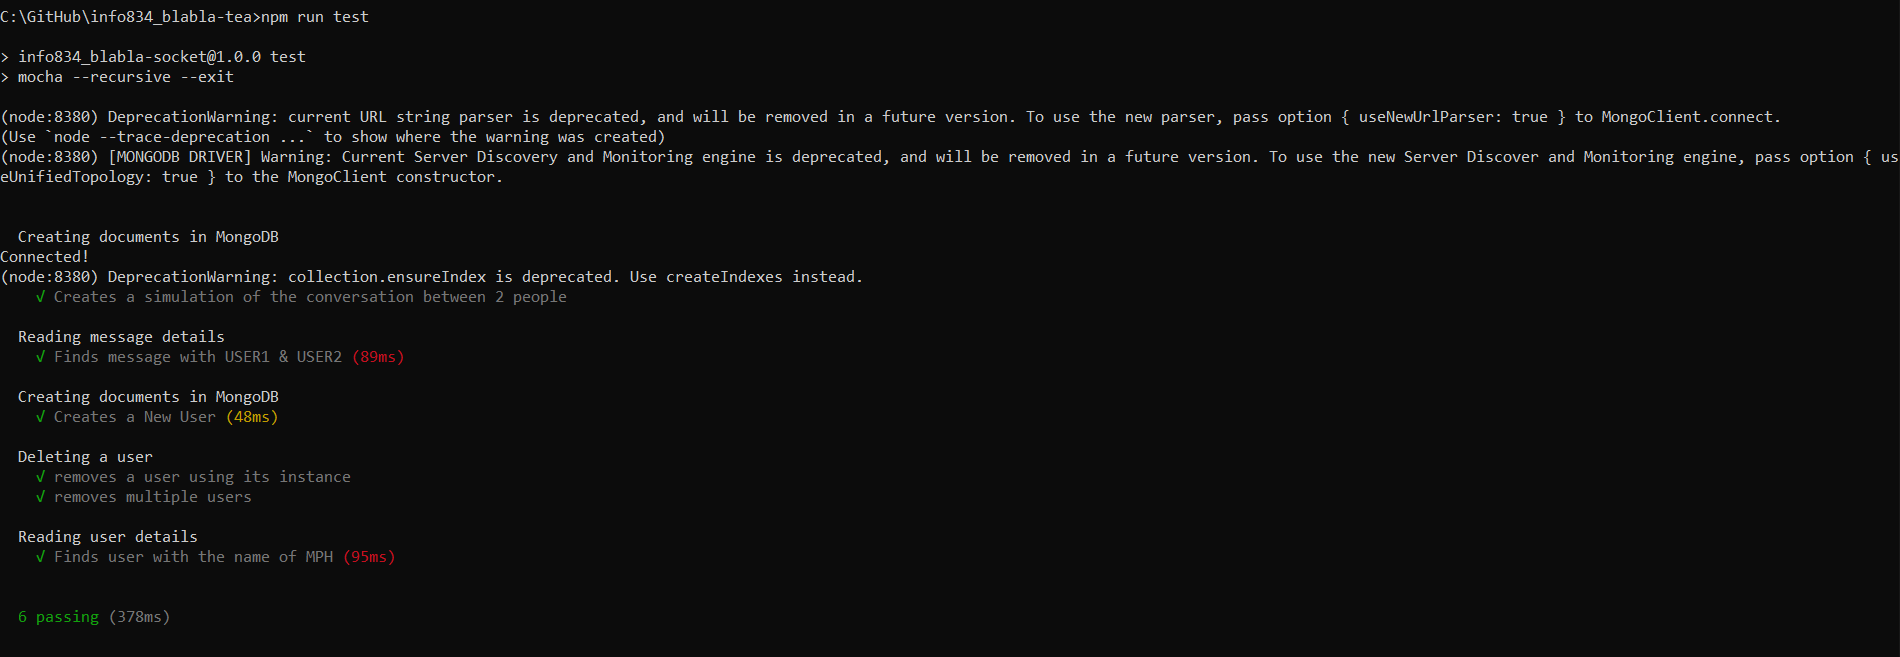 C:\GitHub\info834_blabla-tea>npm run test
> info834_blabla-socket@1.0.0 test
> mocha --recursive --exit
(node:8380) DeprecationWarning: current URL string parser is deprecated, and will be removed in a future version. To use the new parser, pass option { useNewUrlParser: true } to MongoClient.connect.
(Use `node --trace-deprecation ...` to show where the warning was created)
(node:8380) [MONGODB DRIVER] Warning: Current Server Discovery and Monitoring engine is deprecated, and will be removed in a future version. To use the new Server Discover and Monitoring engine, pass option { us
eUnifiedTopology: true } to the MongoClient constructor.
Creating documents in MongoDB
Connected!
(node:8380) DeprecationWarning: collection.ensureIndex is deprecated. Use createIndexes instead.
√ Creates a simulation of the conversation between 2 people
Reading message details
√ Finds message with USER1 & USER2 (89ms)
Creating documents in MongoDB
√ Creates a New User (48ms)
Deleting a user
√ removes a user using its instance
√ removes multiple users
Reading user details
√ Finds user with the name of MPH (95ms)
6 passing (378ms)